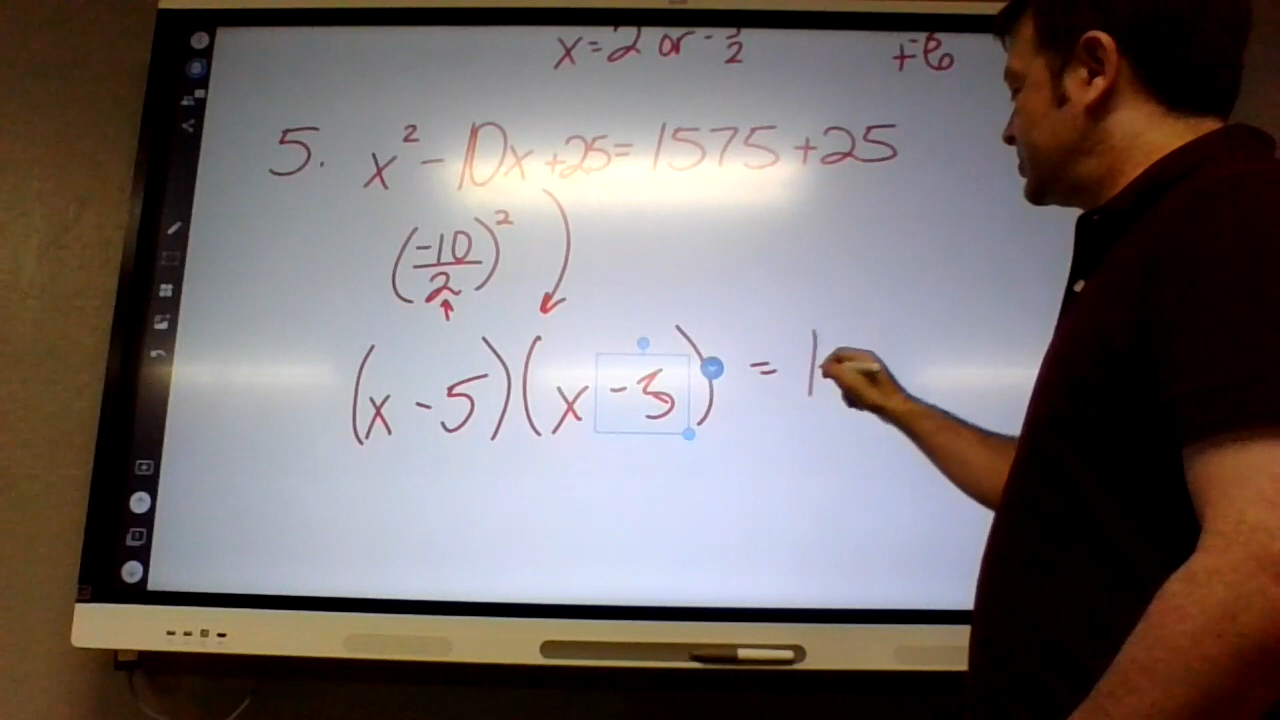 x = 2 or -3/2
+-6
5. x² - 10x + 25 = 1575 + 25
(-10/2)²
(x - 5)(x - 5) = 1